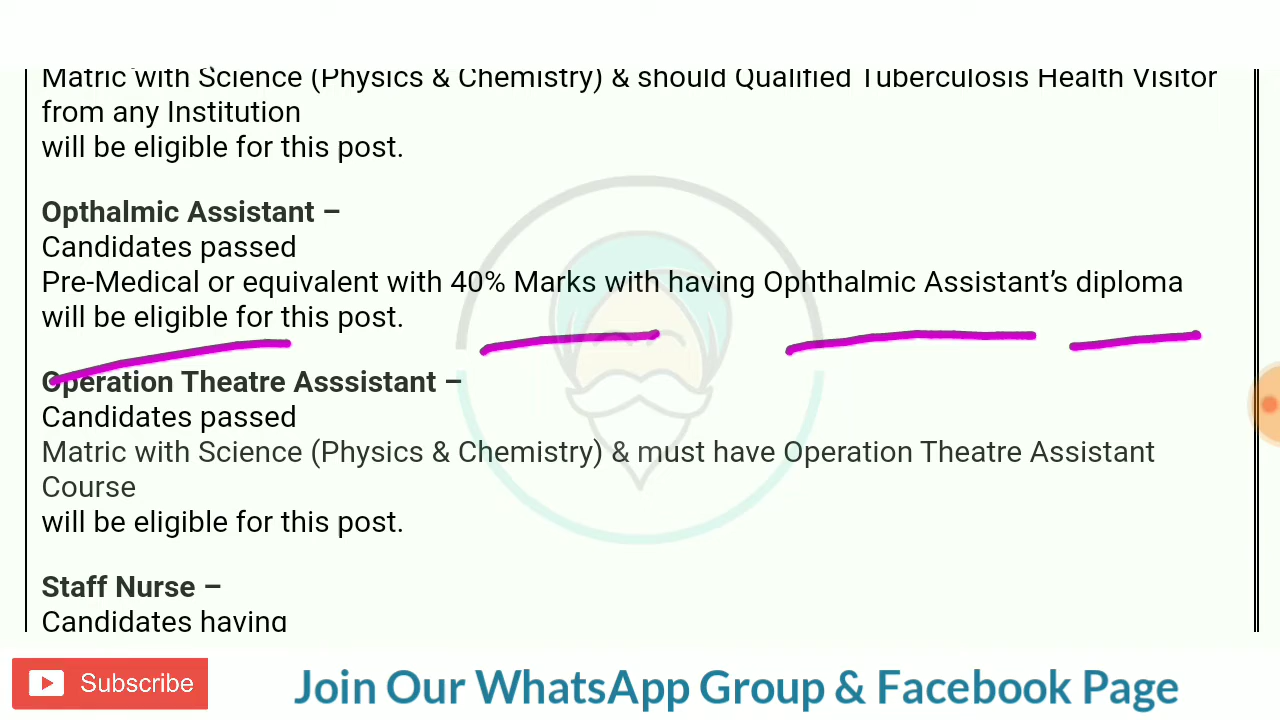 Matric with Science (Physics & Chemistry) & should Qualified Tuberculosis Health Visitor
from any Institution
will be eligible for this post.
Opthalmic Assistant –
Candidates passed
Pre-Medical or equivalent with 40% Marks with having Ophthalmic Assistant’s diploma
will be eligible for this post.
Operation Theatre Asssistant –
Candidates passed
Matric with Science (Physics & Chemistry) & must have Operation Theatre Assistant
Course
will be eligible for this post.
Staff Nurse –
Candidates having
Subscribe
Join Our WhatsApp Group & Facebook Page